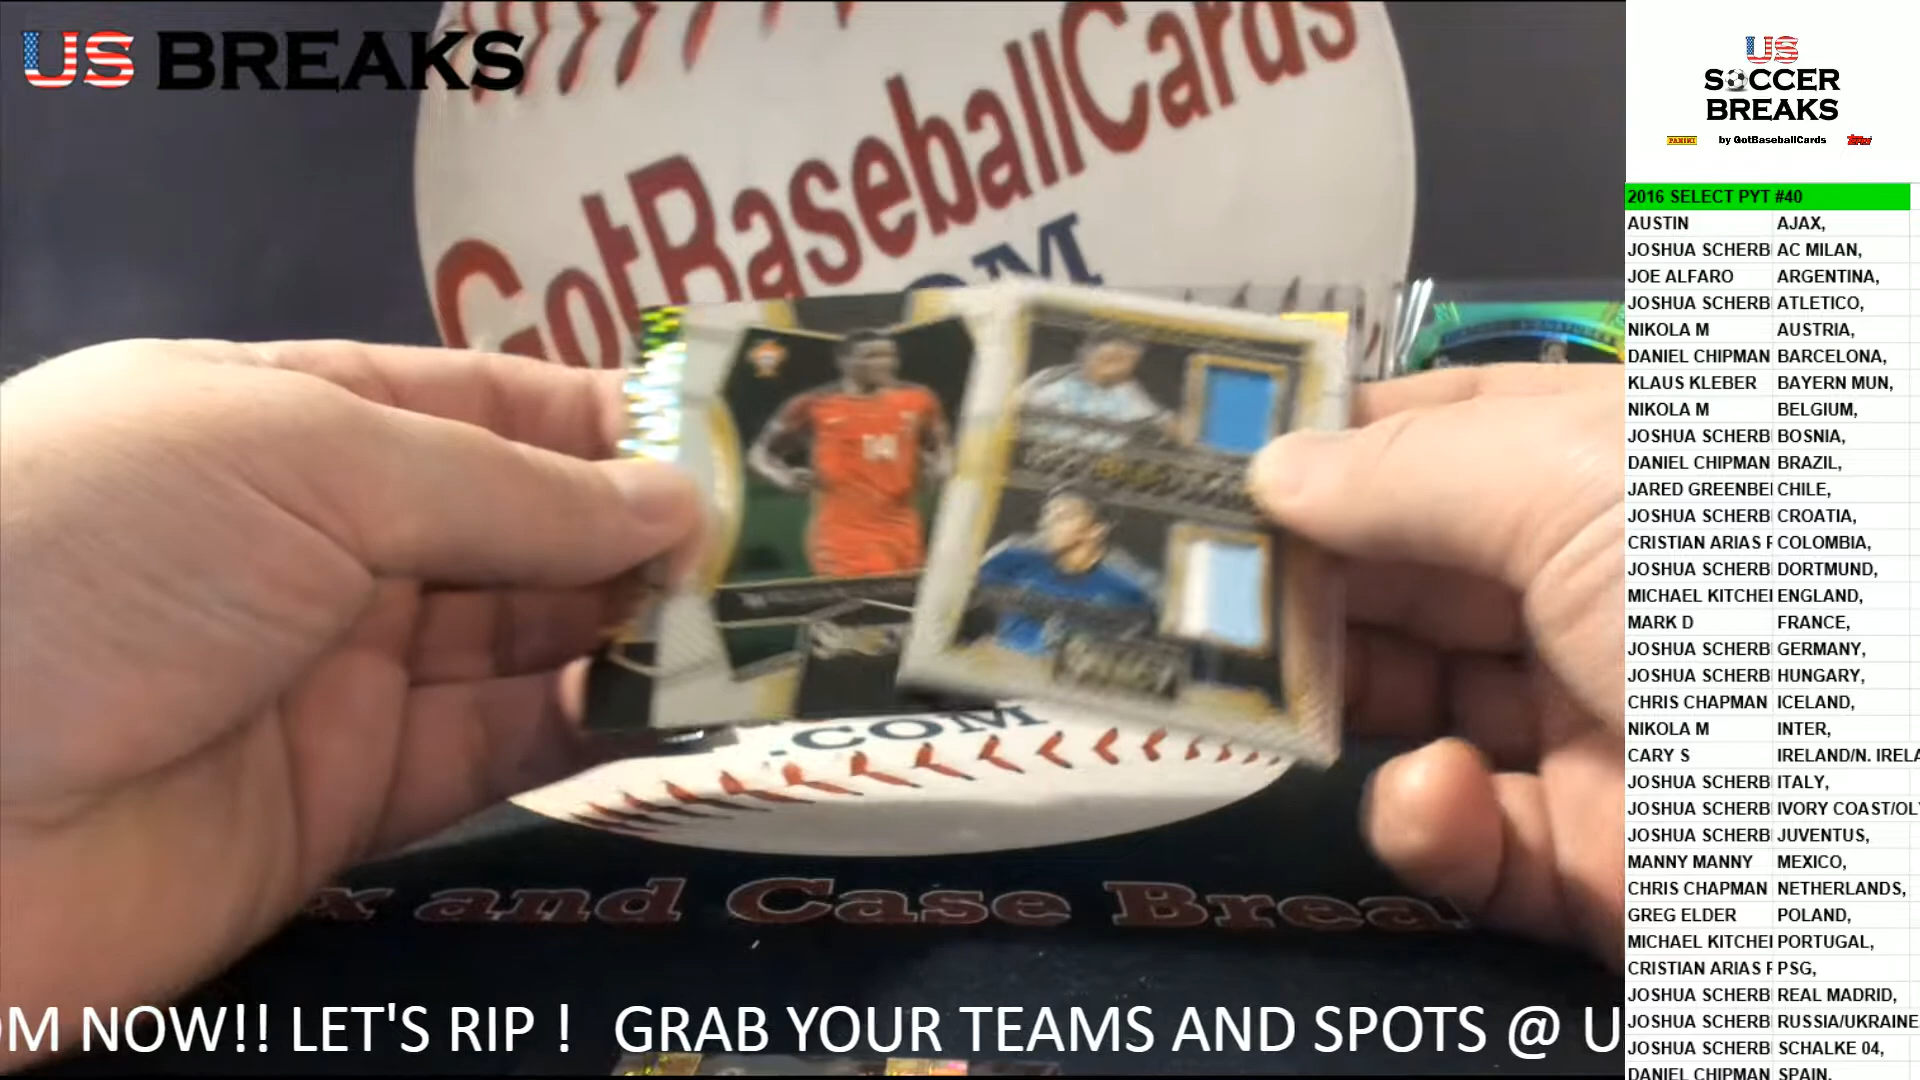 US BREAKS
GotBaseballCards
.COM
14
.COM
x and Case Brea
OM NOW!! LET'S RIP ! GRAB YOUR TEAMS AND SPOTS @ U
US
SOCCER
BREAKS
PANINI by GotBaseballCards Topps
2016 SELECT PYT #40
AUSTIN AJAX,
JOSHUA SCHERB AC MILAN,
JOE ALFARO ARGENTINA,
JOSHUA SCHERB ATLETICO,
NIKOLA M AUSTRIA,
DANIEL CHIPMAN BARCELONA,
KLAUS KLEBER BAYERN MUN,
NIKOLA M BELGIUM,
JOSHUA SCHERB BOSNIA,
DANIEL CHIPMAN BRAZIL,
JARED GREENBE CHILE,
JOSHUA SCHERB CROATIA,
CRISTIAN ARIAS F COLOMBIA,
JOSHUA SCHERB DORTMUND,
MICHAEL KITCHEI ENGLAND,
MARK D FRANCE,
JOSHUA SCHERB GERMANY,
JOSHUA SCHERB HUNGARY,
CHRIS CHAPMAN ICELAND,
NIKOLA M INTER,
CARY S IRELAND/N. IRELA
JOSHUA SCHERB ITALY,
JOSHUA SCHERB IVORY COAST/OLY
JOSHUA SCHERB JUVENTUS,
MANNY MANNY MEXICO,
CHRIS CHAPMAN NETHERLANDS,
GREG ELDER POLAND,
MICHAEL KITCHEI PORTUGAL,
CRISTIAN ARIAS F PSG,
JOSHUA SCHERB REAL MADRID,
JOSHUA SCHERB RUSSIA/UKRAINE
JOSHUA SCHERB SCHALKE 04,
DANIEL CHIPMAN SPAIN,